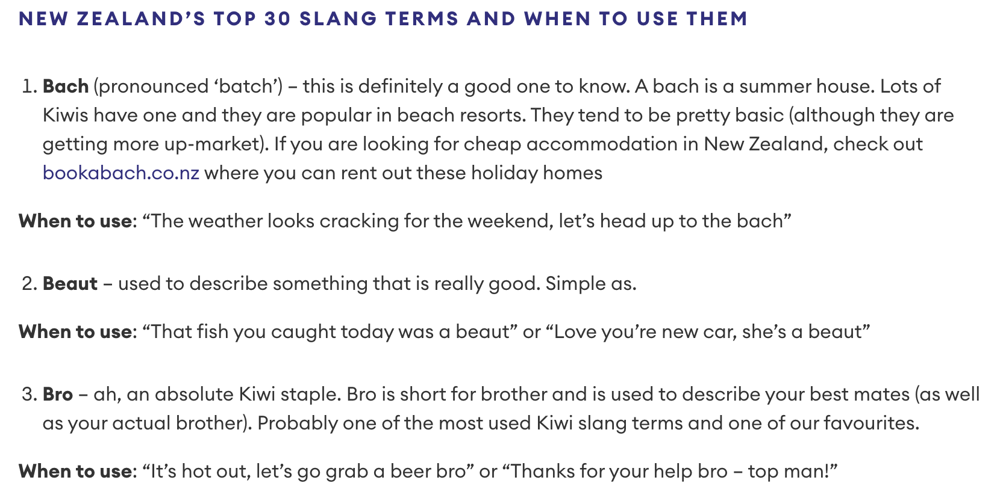 NEW ZEALAND’S TOP 30 SLANG TERMS AND WHEN TO USE THEM
1. Bach (pronounced ‘batch’) – this is definitely a good one to know. A bach is a summer house. Lots of
Kiwis have one and they are popular in beach resorts. They tend to be pretty basic (although they are
getting more up-market). If you are looking for cheap accommodation in New Zealand, check out
bookabach.co.nz where you can rent out these holiday homes
When to use: “The weather looks cracking for the weekend, let’s head up to the bach”
2. Beaut – used to describe something that is really good. Simple as.
When to use: “That fish you caught today was a beaut” or “Love you’re new car, she’s a beaut”
3. Bro – ah, an absolute Kiwi staple. Bro is short for brother and is used to describe your best mates (as well
as your actual brother). Probably one of the most used Kiwi slang terms and one of our favourites.
When to use: “It’s hot out, let’s go grab a beer bro” or “Thanks for your help bro – top man!”